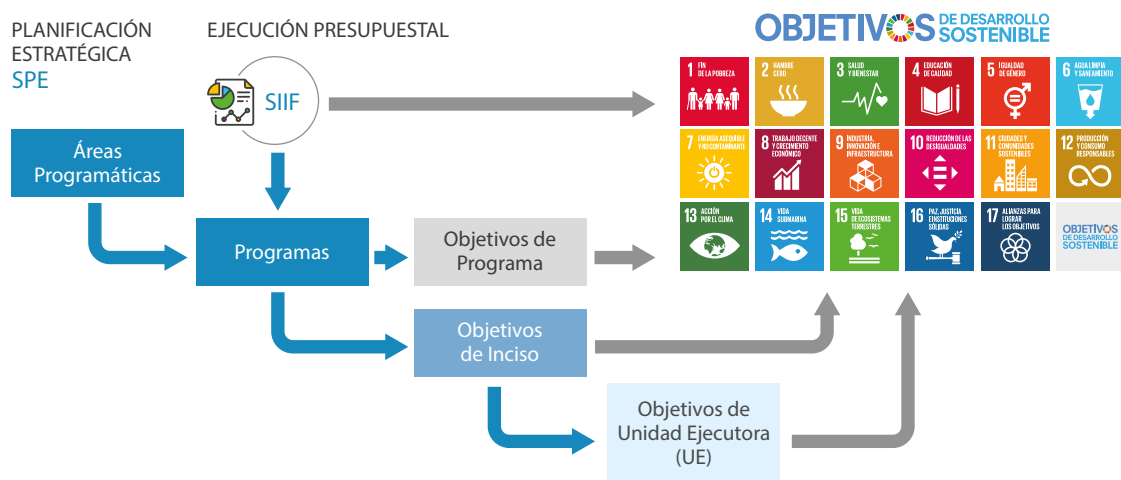 PLANIFICACIÓN
ESTRATÉGICA
SPE
EJECUCIÓN PRESUPUESTAL
SIIF
OBJETIVOS DE DESARROLLO
SOSTENIBLE
Áreas
Programáticas
Programas
Objetivos de
Programa
Objetivos
de Inciso
Objetivos de
Unidad Ejecutora
(UE)
1 FIN
DE LA POBREZA
2 HAMBRE
CERO
3 SALUD
Y BIENESTAR
4 EDUCACIÓN
DE CALIDAD
5 IGUALDAD
DE GÉNERO
6 AGUA LIMPIA
Y SANEAMIENTO
7 ENERGÍA ASEQUIBLE
Y NO CONTAMINANTE
8 TRABAJO DECENTE
Y CRECIMIENTO
ECONÓMICO
9 INDUSTRIA,
INNOVACIÓN E
INFRAESTRUCTURA
10 REDUCCIÓN DE LAS
DESIGUALDADES
11 CIUDADES Y
COMUNIDADES
SOSTENIBLES
12 PRODUCCIÓN
Y CONSUMO
RESPONSABLES
13 ACCIÓN
POR EL CLIMA
14 VIDA
SUBMARINA
15 VIDA
DE ECOSISTEMAS
TERRESTRES
16 PAZ, JUSTICIA
E INSTITUCIONES
SÓLIDAS
17 ALIANZAS PARA
LOGRAR
LOS OBJETIVOS
OBJETIVOS
DE DESARROLLO
SOSTENIBLE